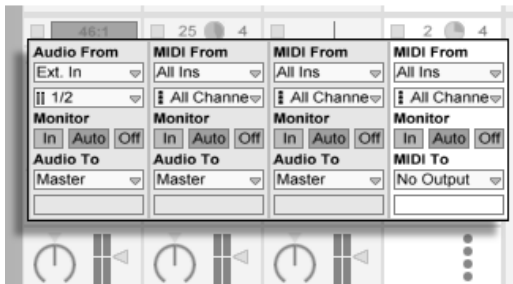 46:1 25 4 2 4
Audio From MIDI From MIDI From MIDI From
Ext. In All Ins All Ins All Ins
1/2 All Channe All Channe All Channe
Monitor Monitor Monitor Monitor
In Auto Off In Auto Off In Auto Off In Auto Off
Audio To Audio To Audio To MIDI To
Master Master Master No Output